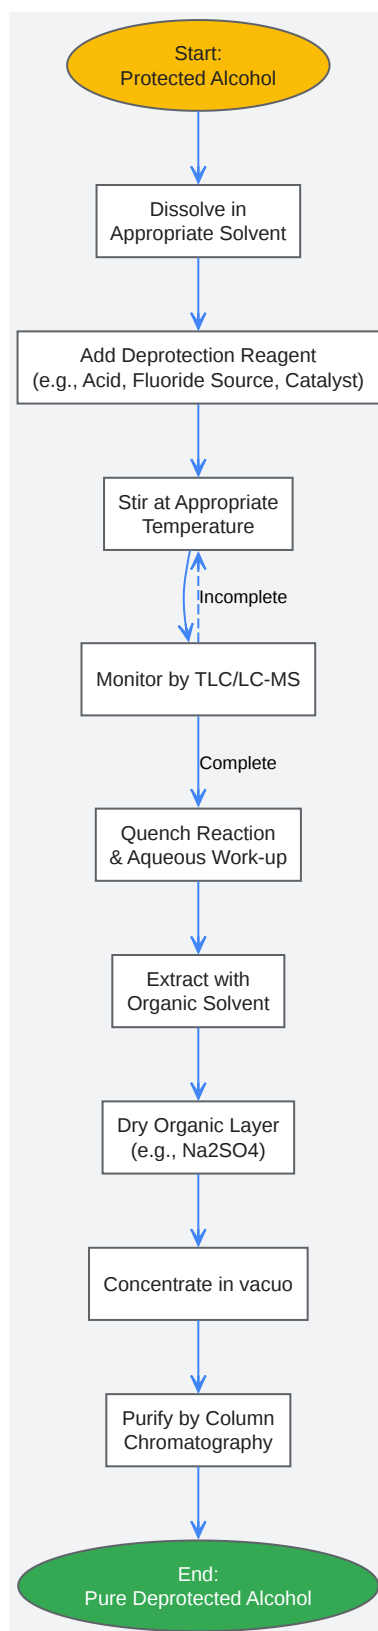 Start:
Protected Alcohol
Dissolve in
Appropriate Solvent
Add Deprotection Reagent
(e.g., Acid, Fluoride Source, Catalyst)
Stir at Appropriate
Temperature
Incomplete
Monitor by TLC/LC-MS
Complete
Quench Reaction
& Aqueous Work-up
Extract with
Organic Solvent
Dry Organic Layer
(e.g., Na2SO4)
Concentrate in vacuo
Purify by Column
Chromatography
End:
Pure Deprotected Alcohol